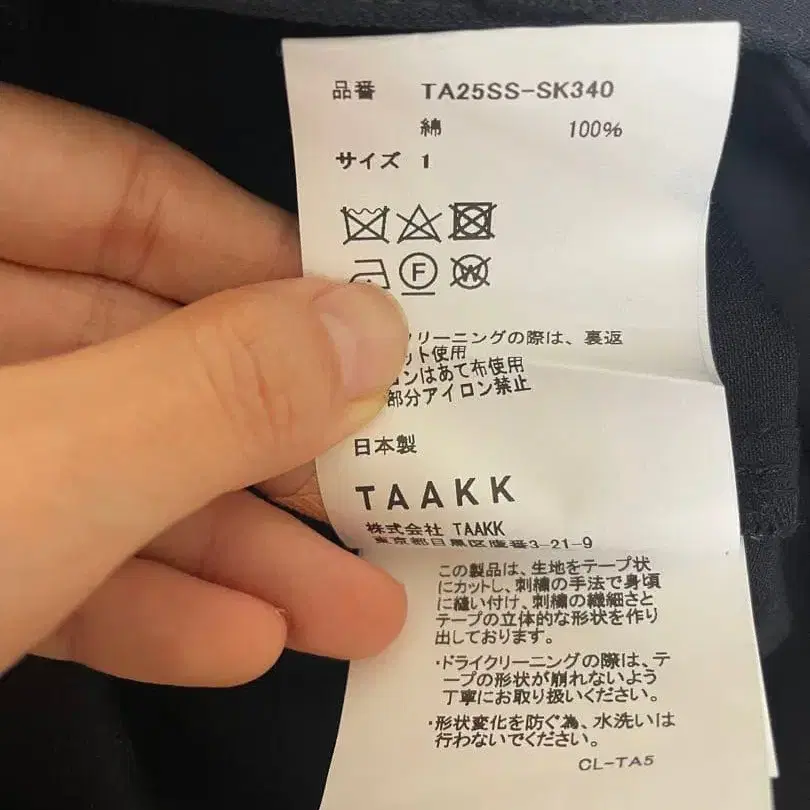 品番 TA25SS-SK340
綿 100%
サイズ 1
F
W
クリーニングの際は、裏返
ット使用
ンはあて布使用
部分アイロン禁止
日本製
TAAKK
株式会社 TAAKK
東京都目黒区鷹番3-21-9
この製品は、生地をテープ状
にカットし、刺繍の手法で身頃
に縫い付け、刺繍の繊細さと
テープの立体的な形状を作り
出しております。
・ドライクリーニングの際は、テ
ープの形状が崩れないよう
丁寧にお取り扱いください。
・形状変化を防ぐ為、水洗いは
行わないでください。
CL-TA5